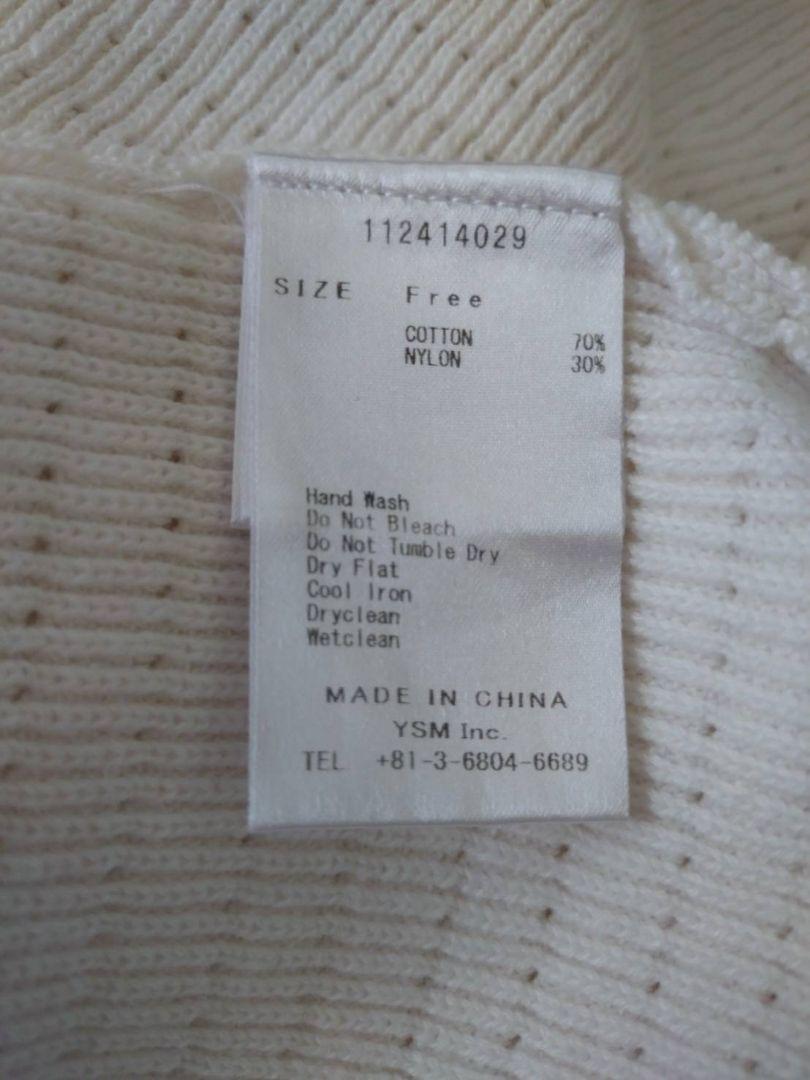 112414029
SIZE Free
COTTON 70%
NYLON 30%
Hand Wash
Do Not Bleach
Do Not Tumble Dry
Dry Flat
Cool Iron
Dryclean
Wetclean
MADE IN CHINA
YSM Inc.
TEL +81-3-6804-6689